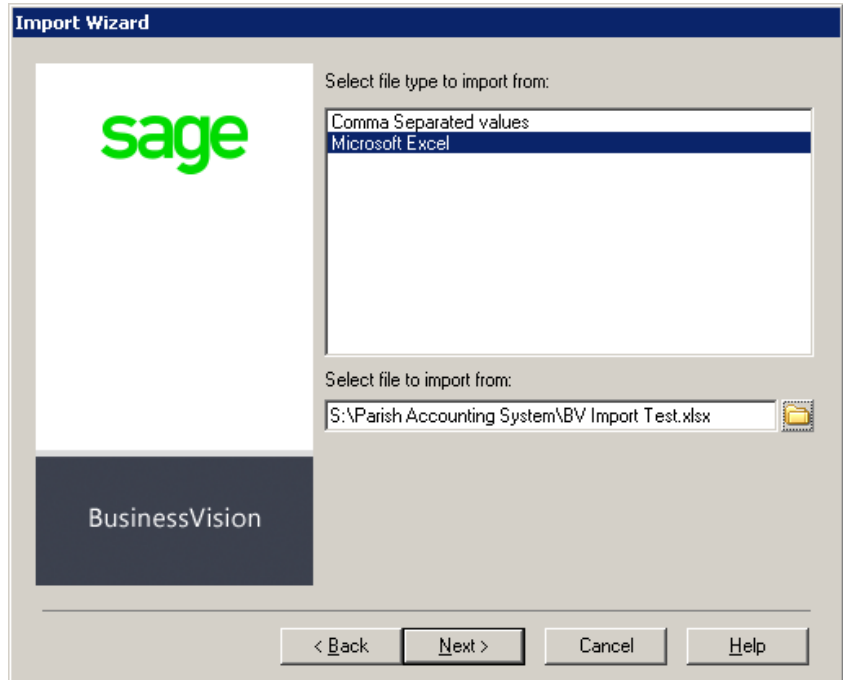 Import Wizard
sage
BusinessVision
Select file type to import from:
Comma Separated values
Microsoft Excel
Select file to import from:
S:\Parish Accounting System\BV Import Test.xlsx
< Back
Next >
Cancel
Help